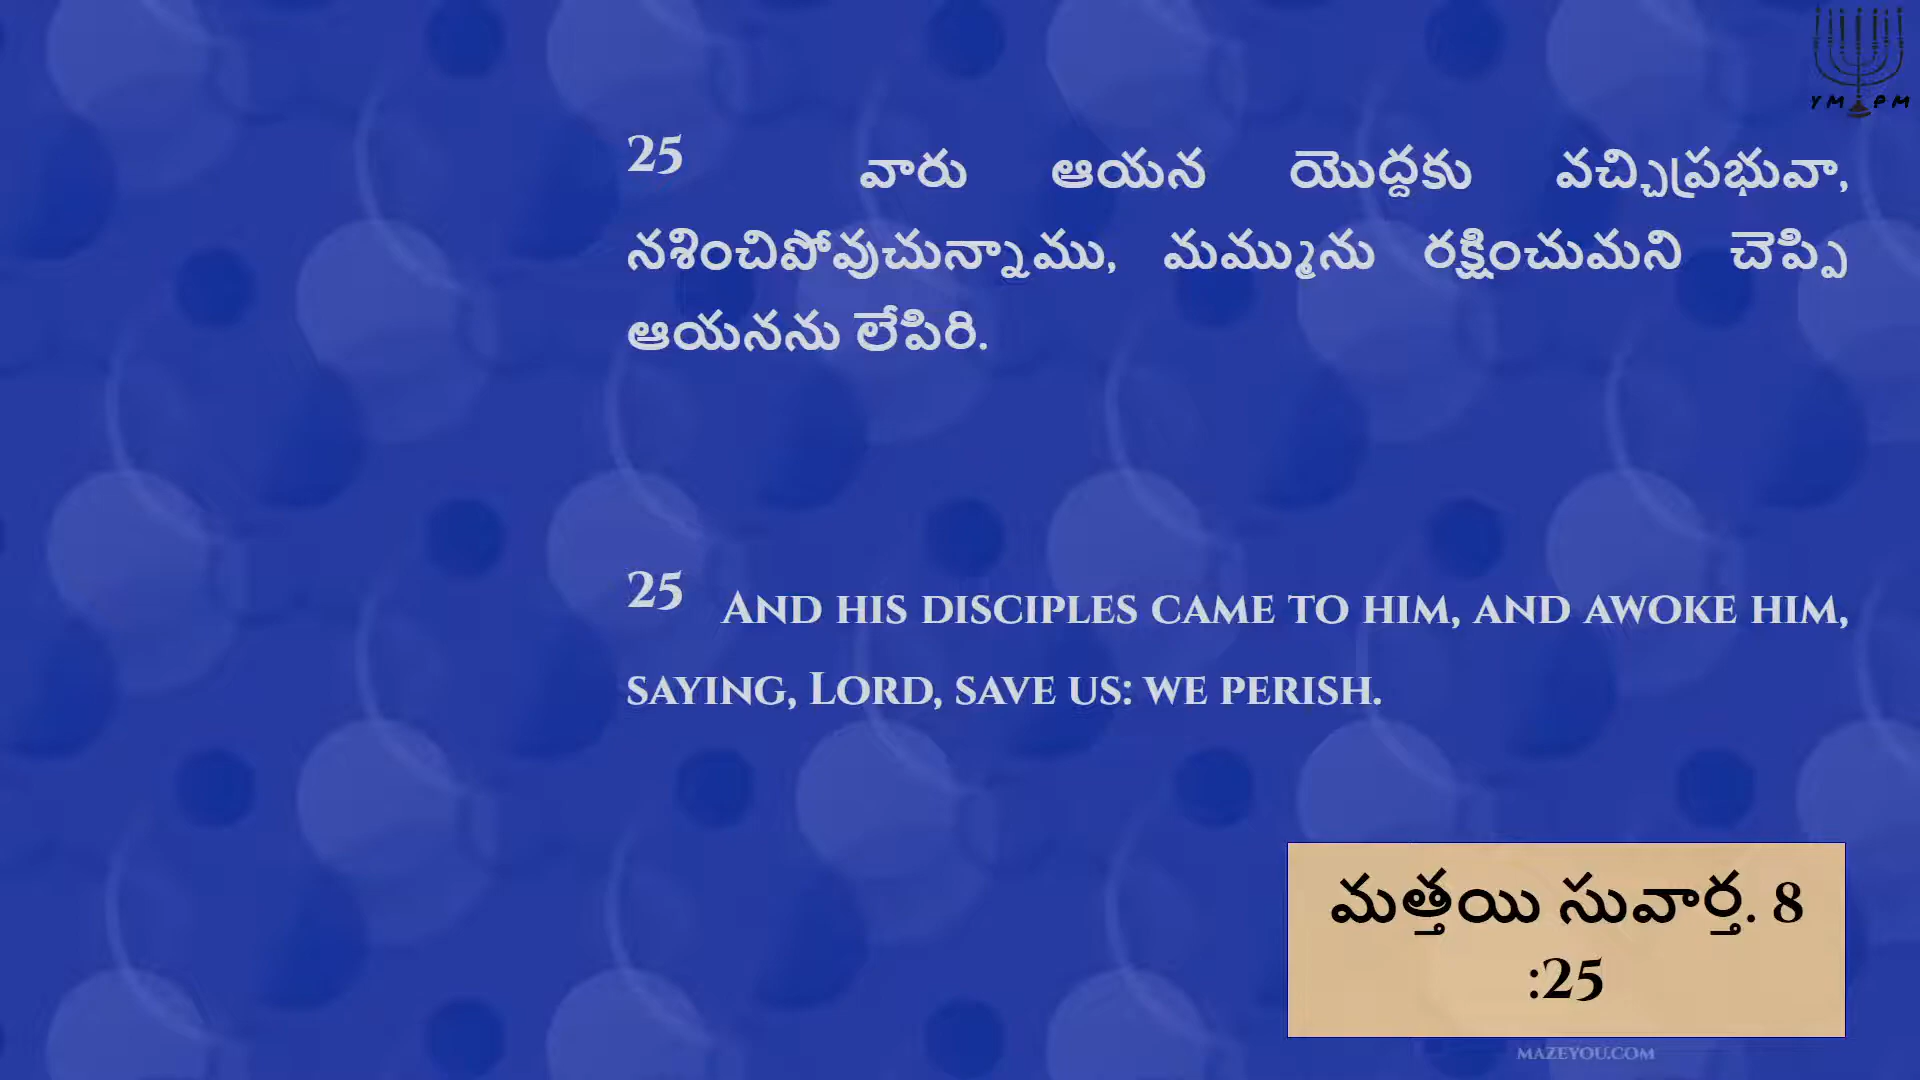 Y M P M
25 వారు ఆయన యొద్దకు వచ్చిప్రభువా,
నశించిపోవుచున్నాము, మమ్మును రక్షించుమని చెప్పి
ఆయనను లేపిరి.
25 And his disciples came to him, and awoke him,
saying, Lord, save us: we perish.
మత్తయి సువార్త. 8
:25
MAZEYOU.COM